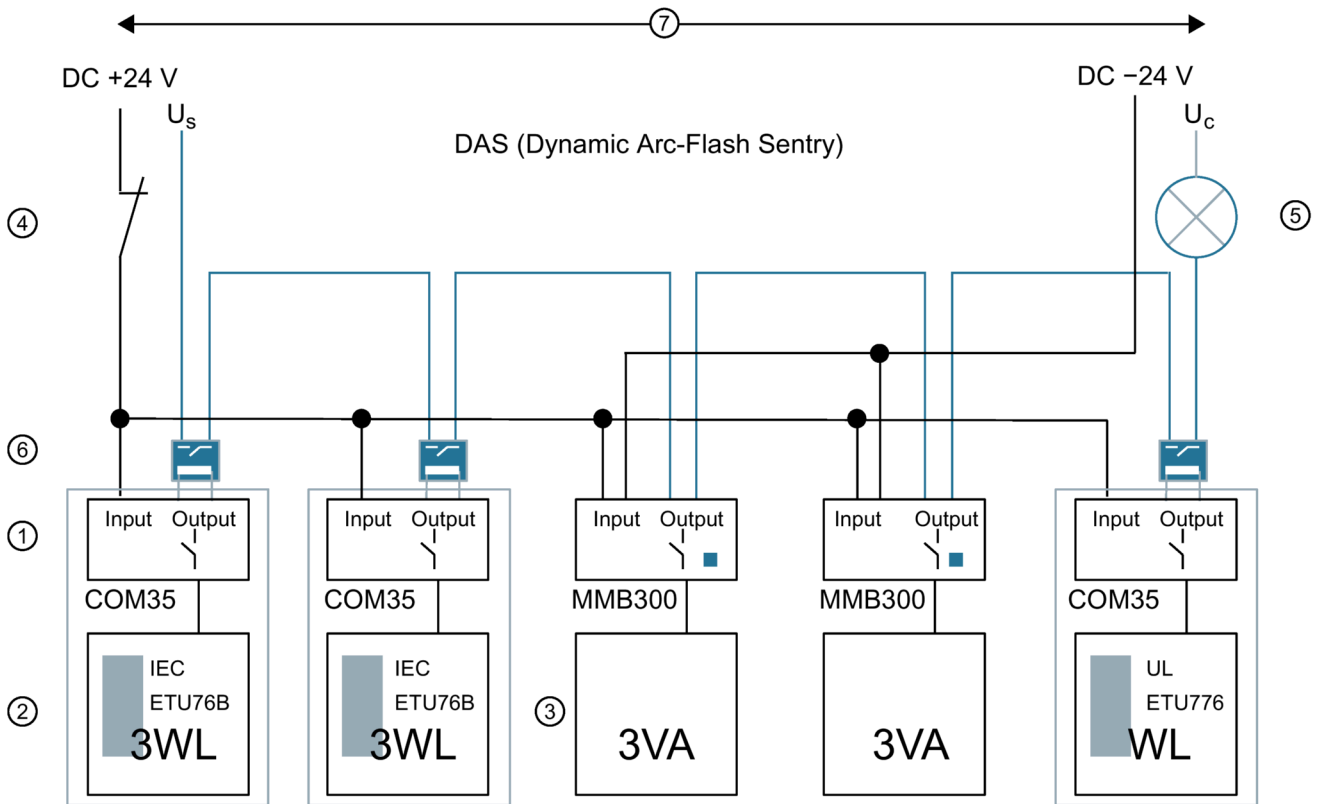 ⑦
DC +24 V
DC −24 V
Us
Uc
DAS (Dynamic Arc-Flash Sentry)
④
⑤
⑥
①
Input Output
Input Output
Input Output
Input Output
Input Output
COM35
COM35
MMB300
MMB300
COM35
②
IEC
ETU76B
3WL
IEC
ETU76B
3WL
③
3VA
3VA
UL
ETU776
WL